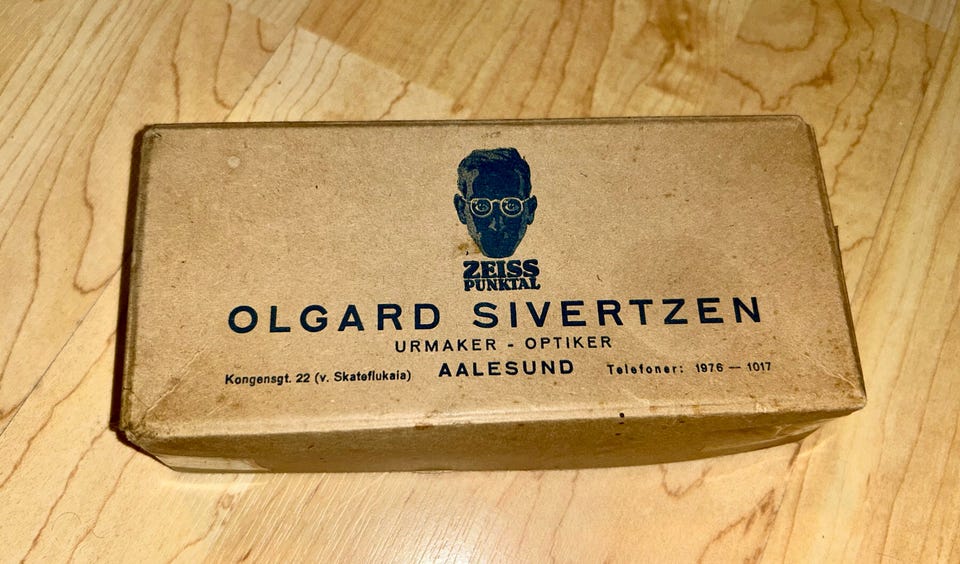 ZEISS
PUNKTAL
OLGARD SIVERTZEN
URMAKER - OPTIKER
Kongensgt. 22 (v. Skateflukaia) AALESUND Telefoner: 1976 — 1017